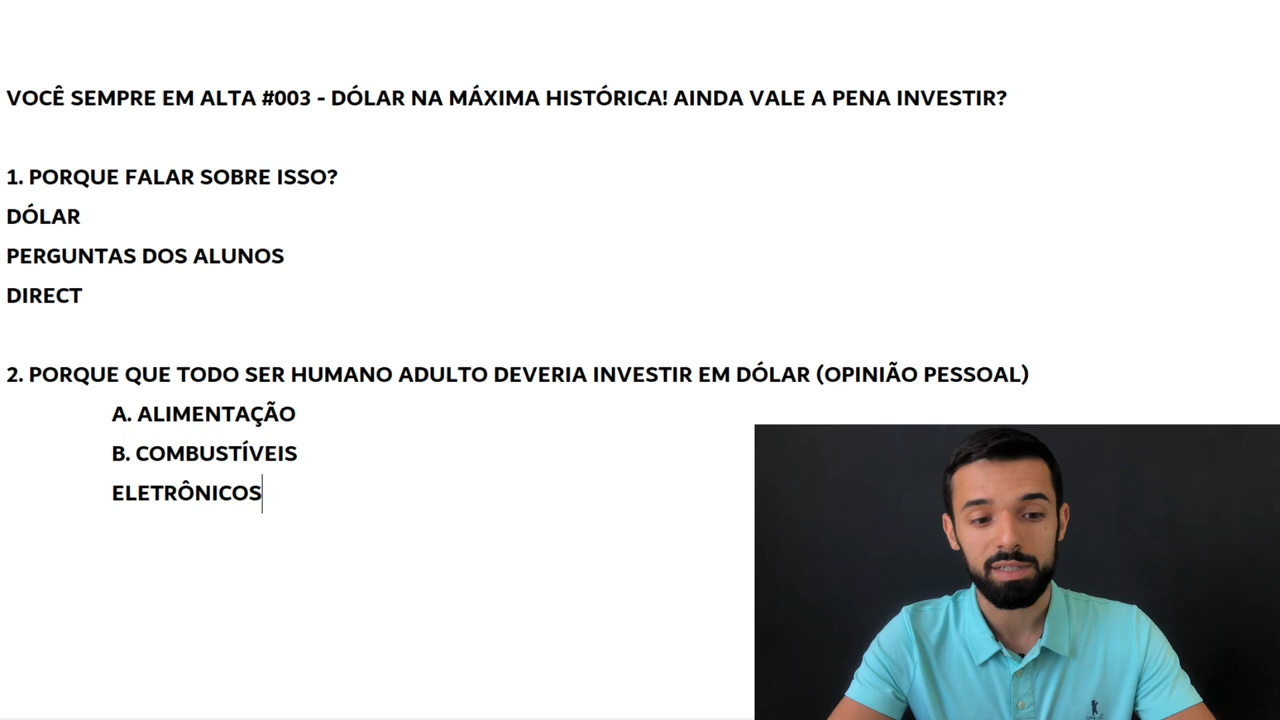 VOCÊ SEMPRE EM ALTA #003 - DÓLAR NA MÁXIMA HISTÓRICA! AINDA VALE A PENA INVESTIR?
1. PORQUE FALAR SOBRE ISSO?
DÓLAR
PERGUNTAS DOS ALUNOS
DIRECT
2. PORQUE QUE TODO SER HUMANO ADULTO DEVERIA INVESTIR EM DÓLAR (OPINIÃO PESSOAL)
A. ALIMENTAÇÃO
B. COMBUSTÍVEIS
ELETRÔNICOS